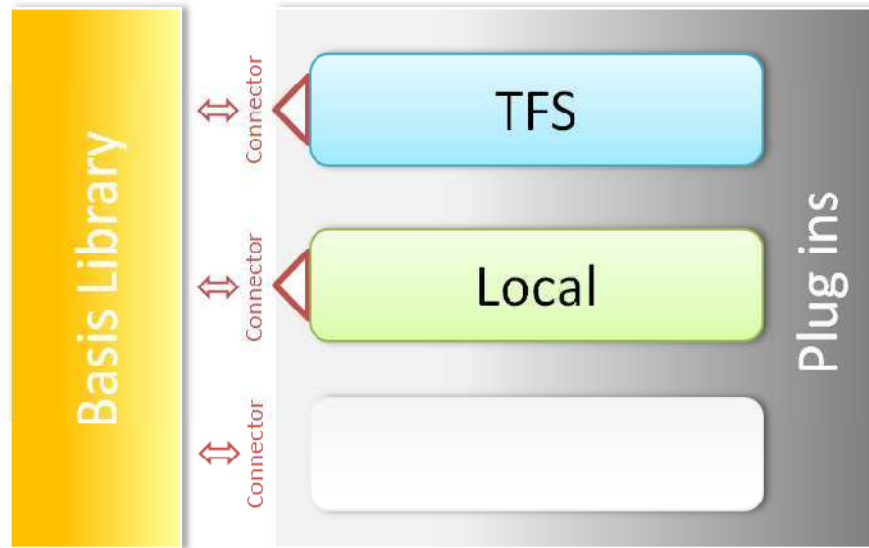 Basis Library
Connector
TFS
Connector
Local
Connector
Plug ins